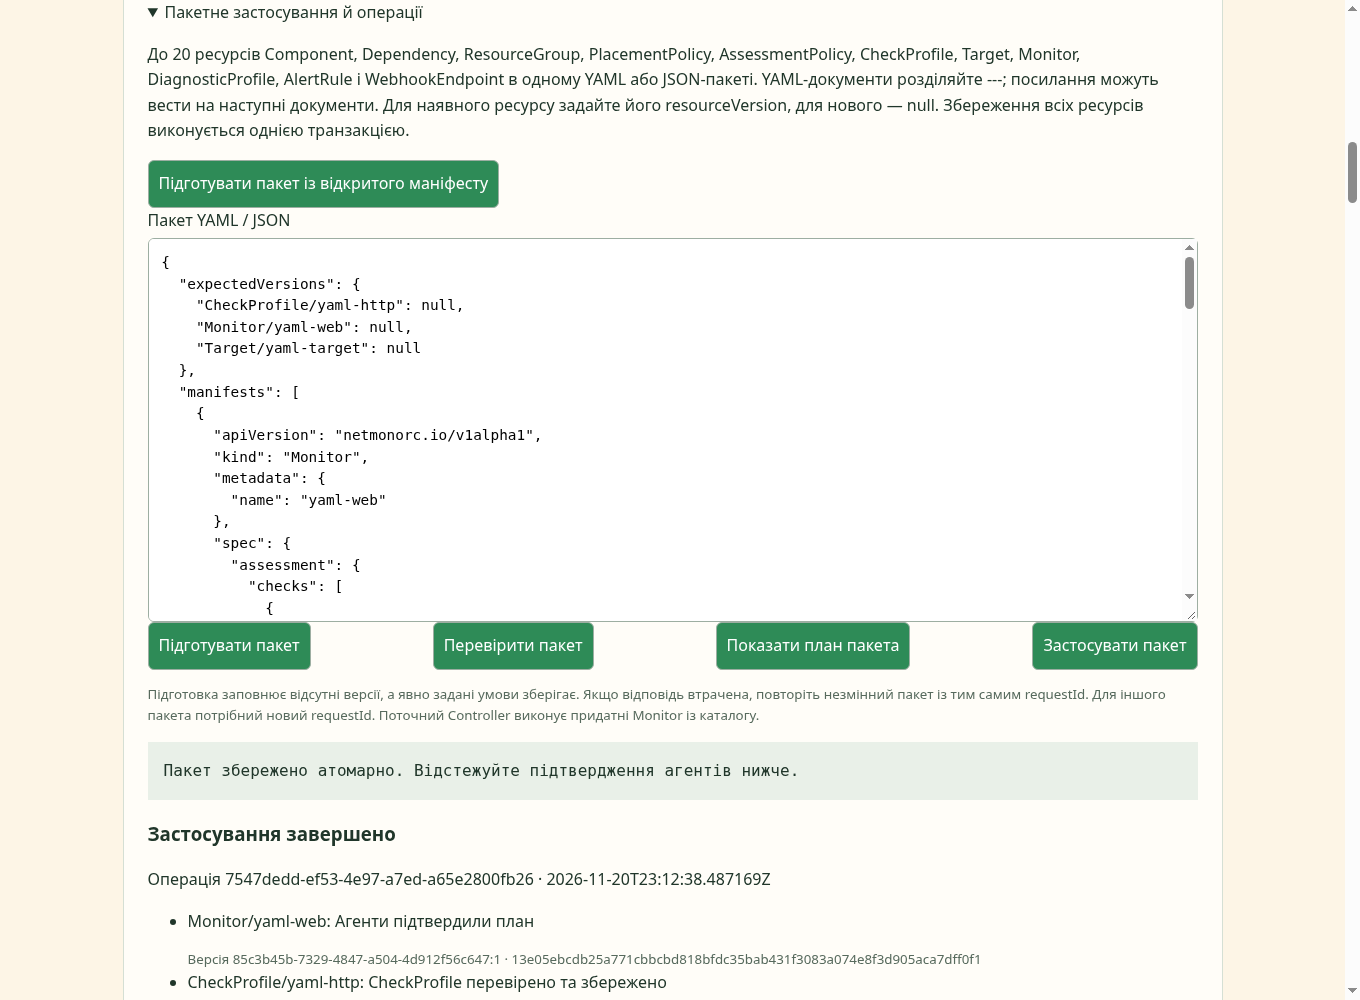 ▼ Пакетне застосування й операції
До 20 ресурсів Component, Dependency, ResourceGroup, PlacementPolicy, AssessmentPolicy, CheckProfile, Target, Monitor,
DiagnosticProfile, AlertRule і WebhookEndpoint в одному YAML або JSON-пакеті. YAML-документи розділяйте ---; посилання можуть
вести на наступні документи. Для наявного ресурсу задайте його resourceVersion, для нового — null. Збереження всіх ресурсів
виконується однією транзакцією.
Підготувати пакет із відкритого маніфесту
Пакет YAML / JSON
{
  "expectedVersions": {
    "CheckProfile/yaml-http": null,
    "Monitor/yaml-web": null,
    "Target/yaml-target": null
  },
  "manifests": [
    {
      "apiVersion": "netmonorc.io/v1alpha1",
      "kind": "Monitor",
      "metadata": {
        "name": "yaml-web"
      },
      "spec": {
        "assessment": {
          "checks": [
            {
Підготувати пакет Перевірити пакет Показати план пакета Застосувати пакет
Підготовка заповнює відсутні версії, а явно задані умови зберігає. Якщо відповідь втрачена, повторіть незмінний пакет із тим самим requestId. Для іншого
пакета потрібний новий requestId. Поточний Controller виконує придатні Monitor із каталогу.
Пакет збережено атомарно. Відстежуйте підтвердження агентів нижче.
Застосування завершено
Операція 7547dedd-ef53-4e97-a7ed-a65e2800fb26 · 2026-11-20T23:12:38.487169Z
• Monitor/yaml-web: Агенти підтвердили план
Версія 85c3b45b-7329-4847-a504-4d912f56c647:1 · 13e05ebcdb25a771cbbcbd818bfdc35bab431f3083a074e8f3d905aca7dff0f1
• CheckProfile/yaml-http: CheckProfile перевірено та збережено